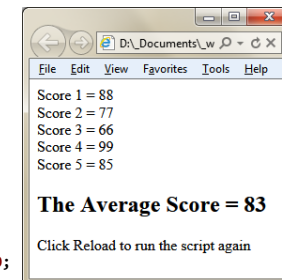 D:\_Documents\_w
File Edit View Favorites Tools Help
Score 1 = 88
Score 2 = 77
Score 3 = 66
Score 4 = 99
Score 5 = 85
The Average Score = 83
Click Reload to run the script again
;